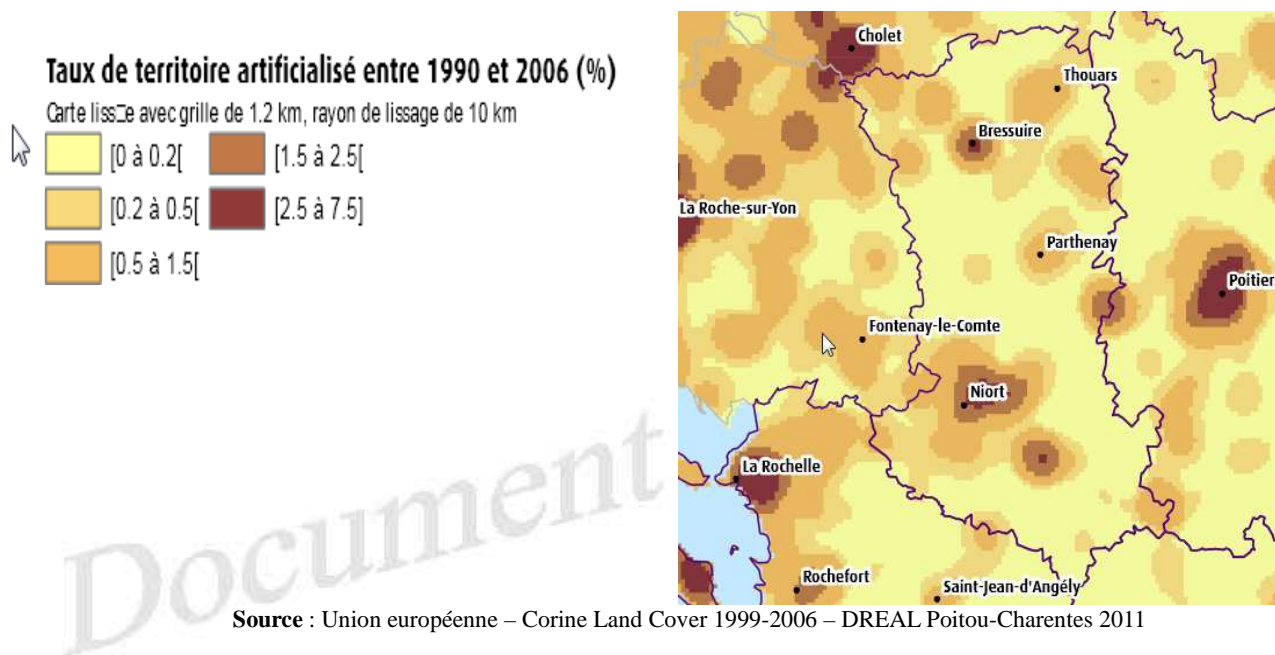 Taux de territoire artificialisé entre 1990 et 2006 (%)
Carte liss□e avec grille de 1.2 km, rayon de lissage de 10 km
[0 à 0.2[
[1.5 à 2.5[
[0.2 à 0.5[
[2.5 à 7.5]
[0.5 à 1.5[
Cholet
Thouars
Bressuire
La Roche-sur-Yon
Parthenay
Poitier
Fontenay-le-Comte
Niort
La Rochelle
Rochefort
Saint-Jean-d'Angély
Document
Source : Union européenne – Corine Land Cover 1999-2006 – DREAL Poitou-Charentes 2011